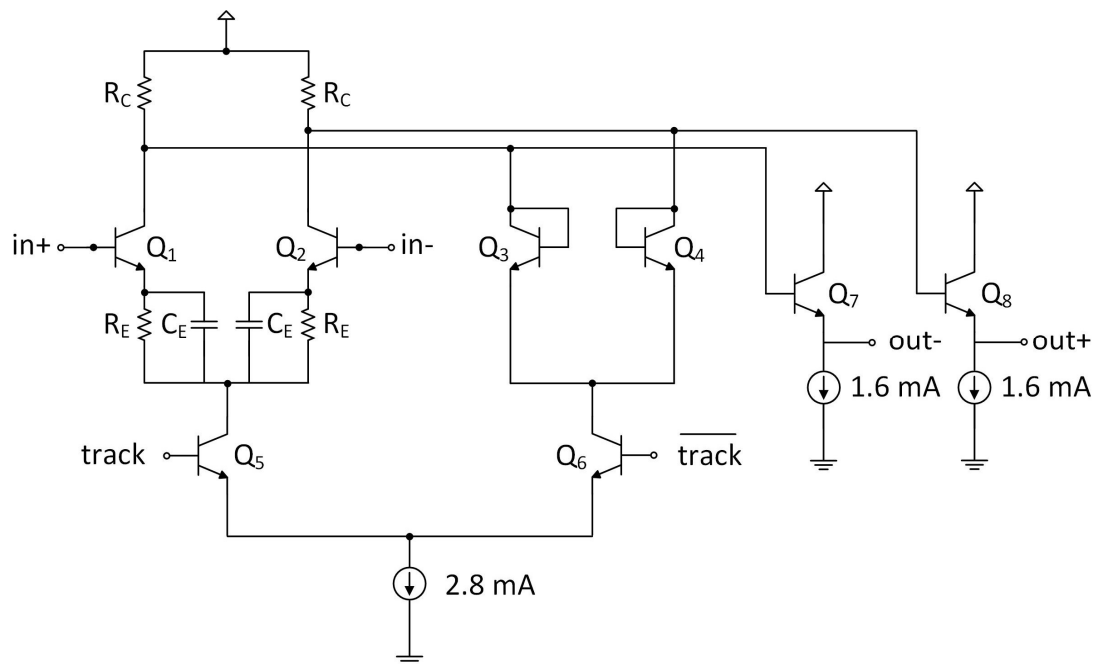 R_C R_C
in+ Q_1 Q_2 in- Q_3 Q_4
Q_7 Q_8
R_E C_E C_E R_E
out- out+
1.6 mA 1.6 mA
track Q_5 Q_6 track
2.8 mA